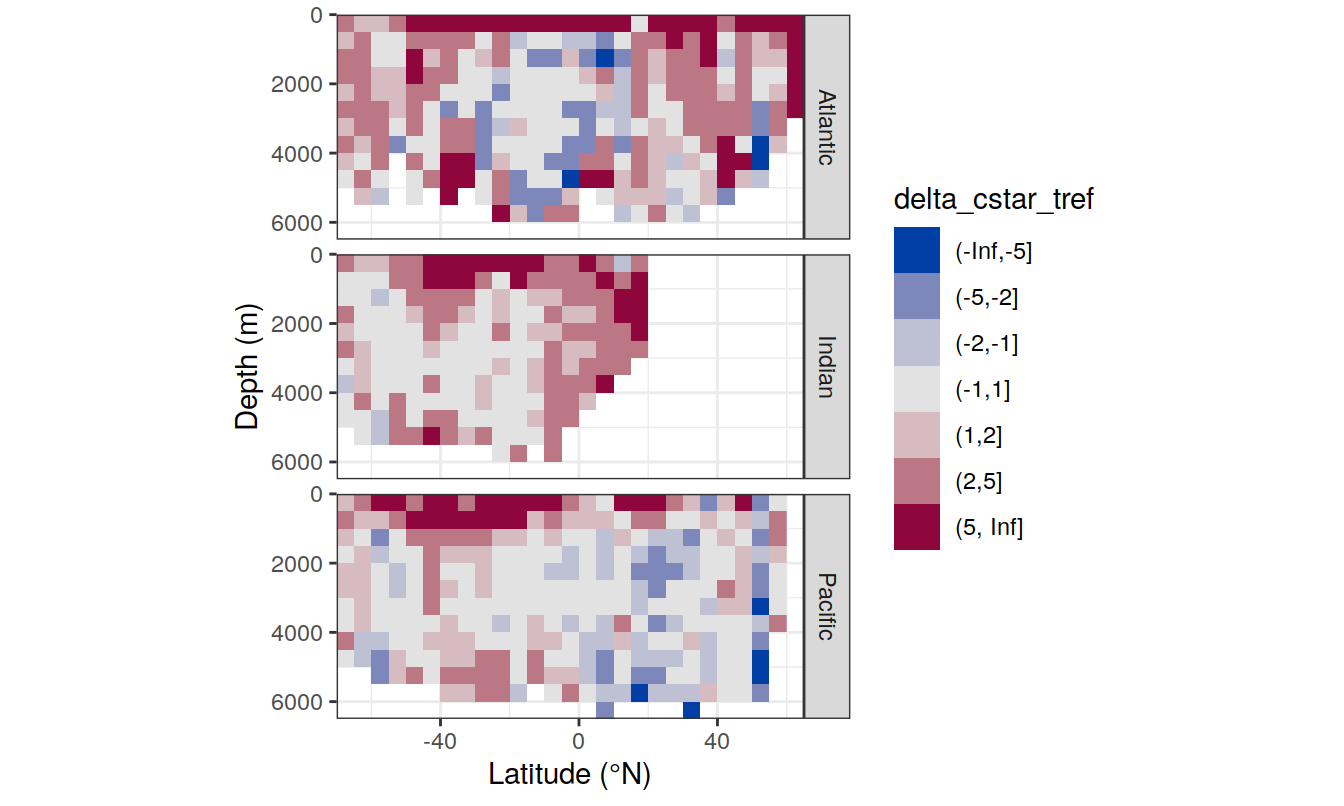 0
2000
4000
6000
Atlantic
0
2000
4000
6000
Indian
0
2000
4000
6000
Pacific
Depth (m)
-40
0
40
Latitude (°N)
delta_cstar_tref
(-Inf,-5]
(-5,-2]
(-2,-1]
(-1,1]
(1,2]
(2,5]
(5, Inf]